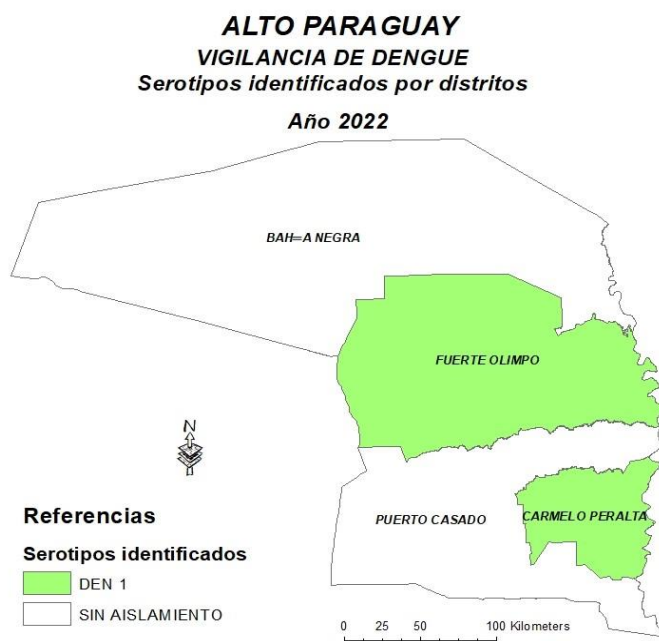 ALTO PARAGUAY
VIGILANCIA DE DENGUE
Serotipos identificados por distritos
Año 2022
BAH=A NEGRA
FUERTE OLIMPO
N
PUERTO CASADO
CARMELO PERALTA
Referencias
Serotipos identificados
DEN 1
SIN AISLAMIENTO
0 25 50 100 Kilometers